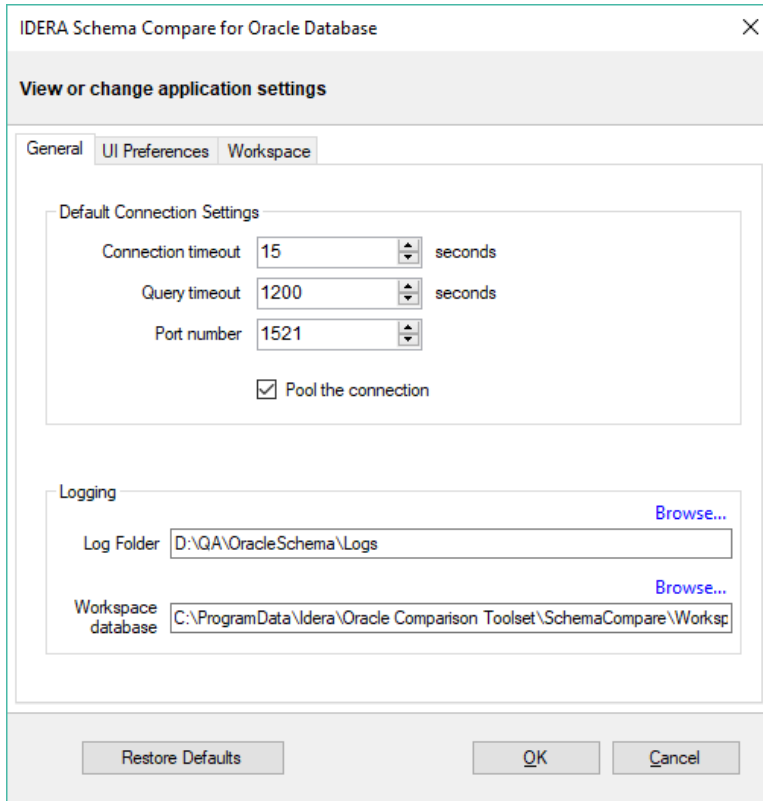 IDERA Schema Compare for Oracle Database
View or change application settings
General UI Preferences Workspace
Default Connection Settings
Connection timeout 15 seconds
Query timeout 1200 seconds
Port number 1521
Pool the connection
Logging
Browse...
Log Folder D:\QA\OracleSchema\Logs
Browse...
Workspace database C:\ProgramData\Idera\Oracle Comparison Toolset\SchemaCompare\Worksp
Restore Defaults OK Cancel